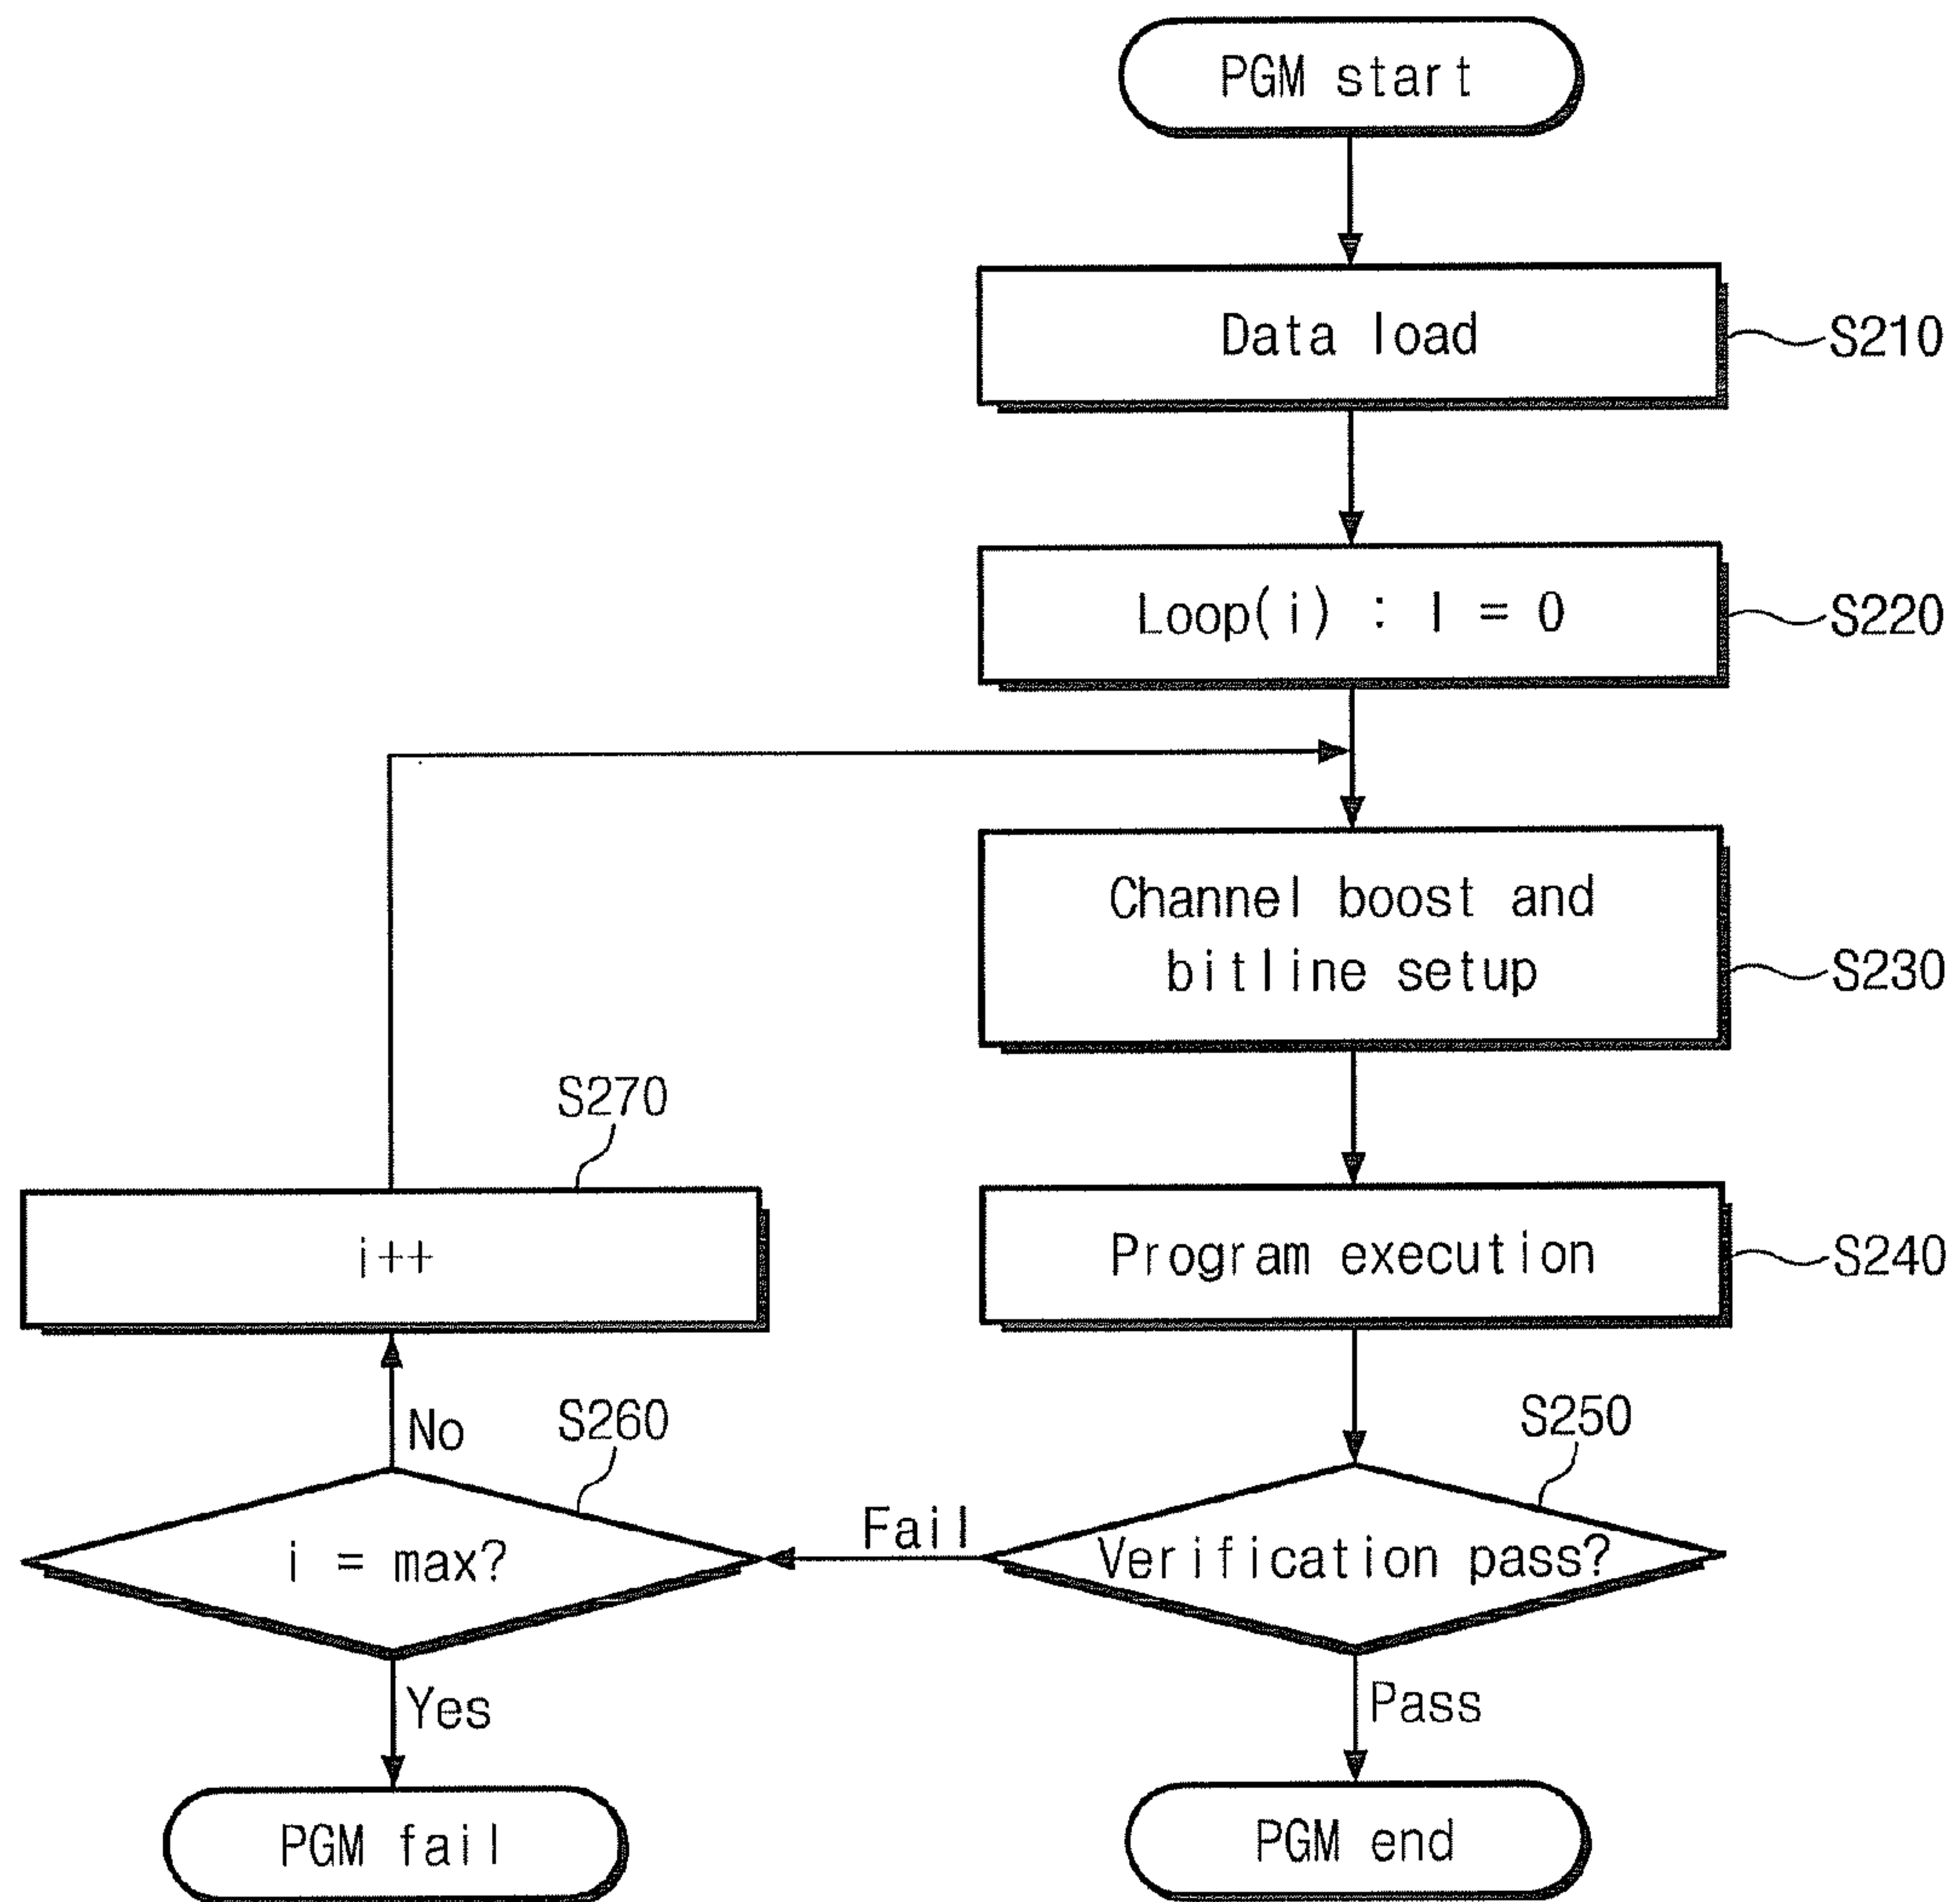 PGM start
Data load
S210
Loop(i) : I = 0
S220
Channel boost and
bitline setup
S230
S270
i++
Program execution
S240
No
S260
S250
i = max?
Fail
Verification pass?
Yes
Pass
PGM fail
PGM end